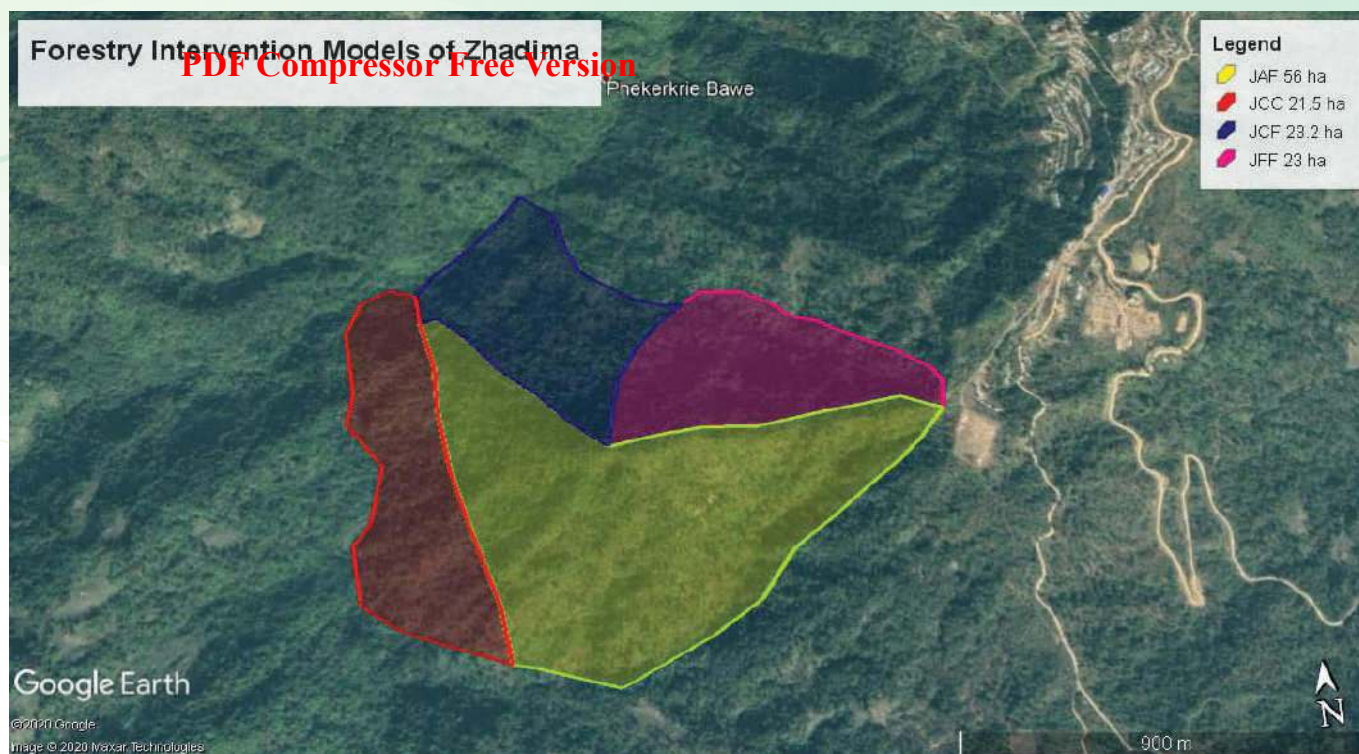 Forestry Intervention Models of Zhadima
PDF Compressor Free Version
Phekerkrie Bawe
Legend
JAF 56 ha
JCC 21.5 ha
JCF 23.2 ha
JFF 23 ha
Google Earth
©2020 Google
Image © 2020 Maxar Technologies
900 m
N